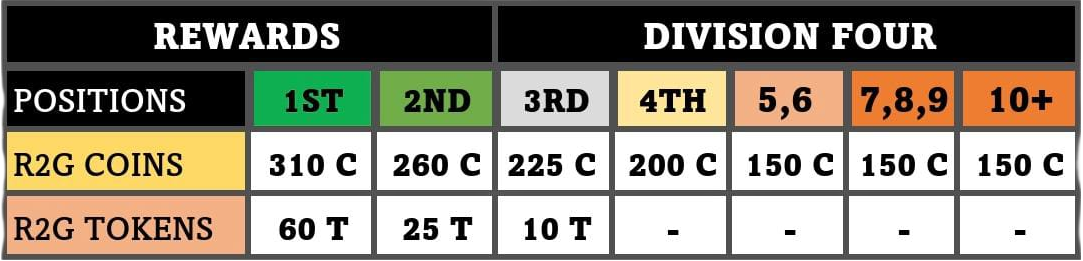 REWARDS DIVISION FOUR
POSITIONS 1ST 2ND 3RD 4TH 5,6 7,8,9 10+
R2G COINS 310 C 260 C 225 C 200 C 150 C 150 C 150 C
R2G TOKENS 60 T 25 T 10 T - - - -